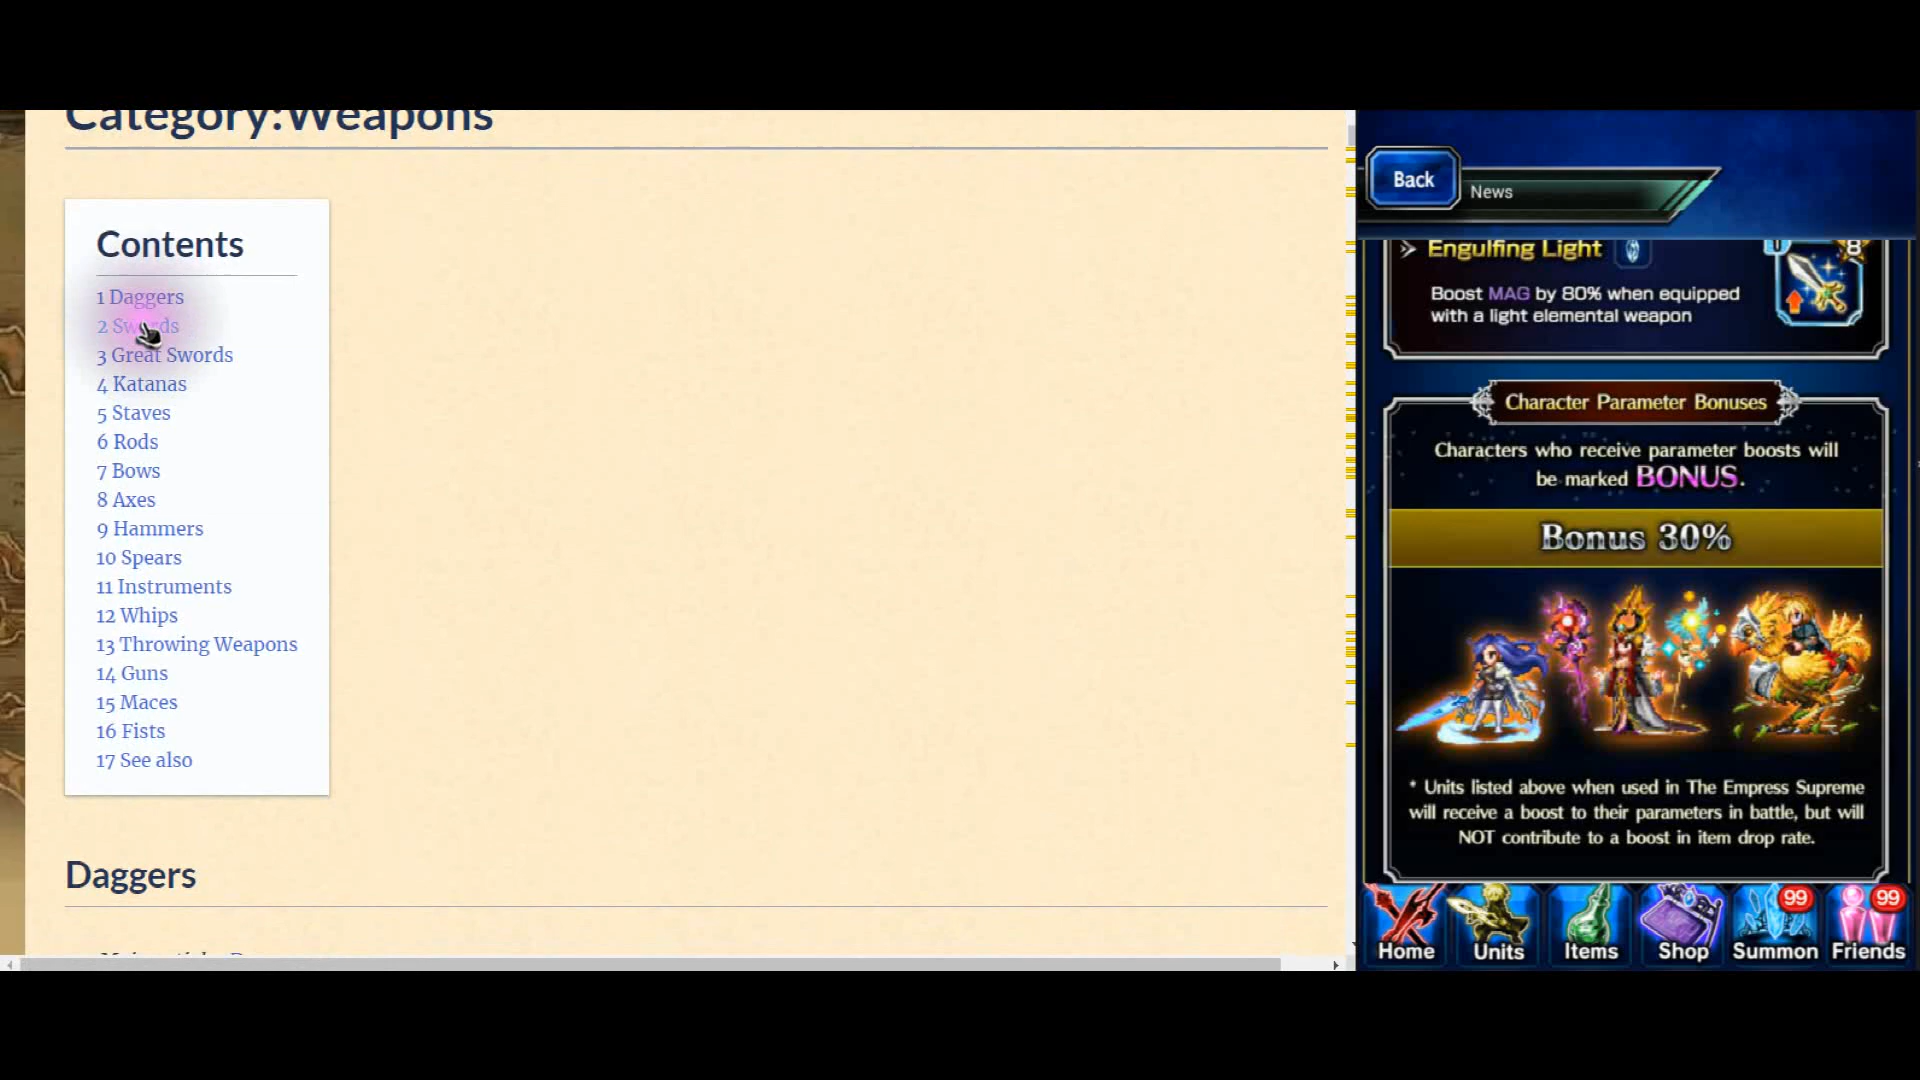 Category:Weapons
Contents
1 Daggers
2 Swords
3 Great Swords
4 Katanas
5 Staves
6 Rods
7 Bows
8 Axes
9 Hammers
10 Spears
11 Instruments
12 Whips
13 Throwing Weapons
14 Guns
15 Maces
16 Fists
17 See also
Daggers
Back
News
Engulfing Light
8
Boost MAG by 80% when equipped
with a light elemental weapon
Character Parameter Bonuses
Characters who receive parameter boosts will
be marked BONUS.
Bonus 30%
* Units listed above when used in The Empress Supreme
will receive a boost to their parameters in battle, but will
NOT contribute to a boost in item drop rate.
99
99
Home
Units
Items
Shop
Summon
Friends